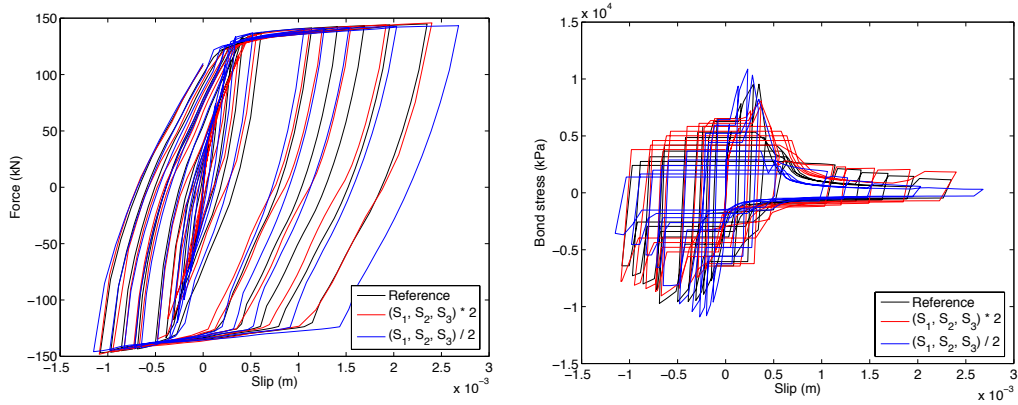 150
100
50
0
−50
−100
−150
−1.5 −1 −0.5 0 0.5 1 1.5 2 2.5 3
x 10⁻³
Slip (m)
Force (kN)
Reference
(S₁, S₂, S₃) * 2
(S₁, S₂, S₃) / 2
x 10⁴
1.5
1
0.5
0
−0.5
−1
−1.5
−1.5 −1 −0.5 0 0.5 1 1.5 2 2.5 3
x 10⁻³
Slip (m)
Bond stress (kPa)
Reference
(S₁, S₂, S₃) * 2
(S₁, S₂, S₃) / 2